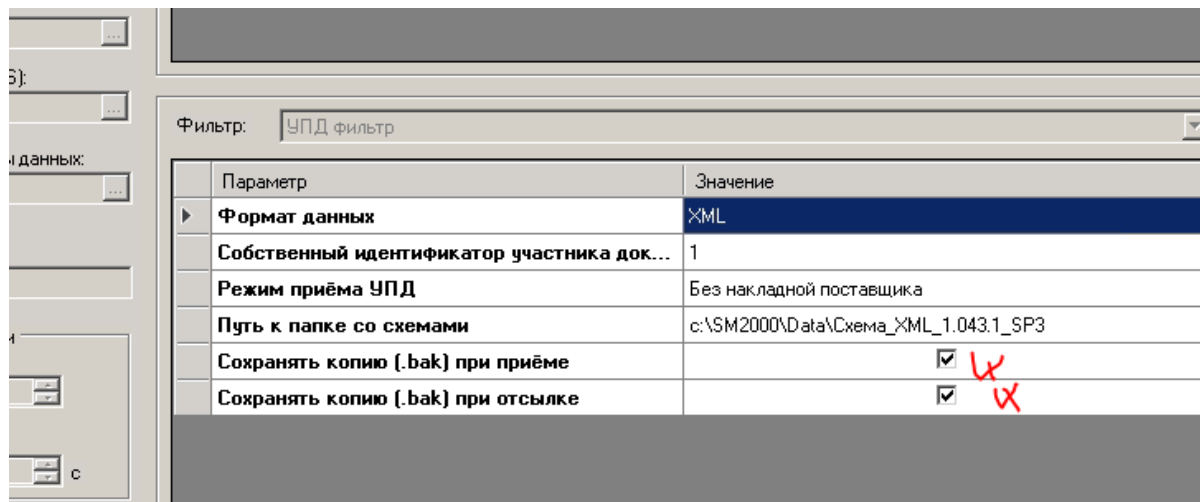 S):
ы данных:
и
с
Фильтр: УПД фильтр
Параметр Значение
Формат данных XML
Собственный идентификатор участника док... 1
Режим приёма УПД Без накладной поставщика
Путь к папке со схемами c:\SM2000\Data\Схема_XML_1.043.1_SP3
Сохранять копию (.bak) при приёме
Сохранять копию (.bak) при отсылке